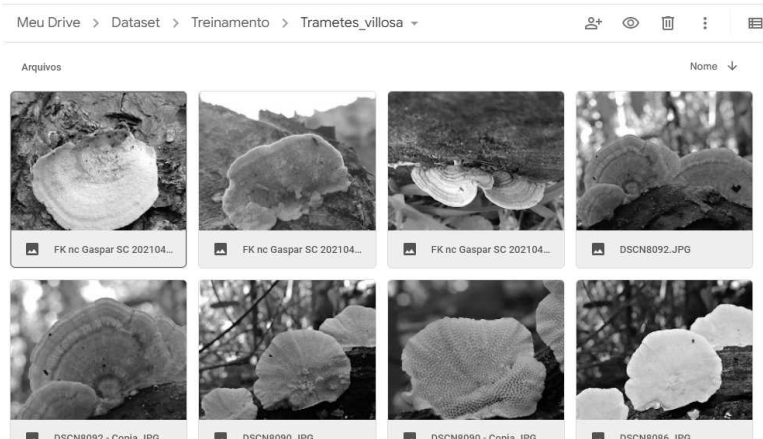 Meu Drive > Dataset > Treinamento > Trametes_villosa
Arquivos
Nome
FK nc Gaspar SC 202104...
FK nc Gaspar SC 202104...
FK nc Gaspar SC 202104...
DSCN8092.JPG
DSCN8092 - Copia.JPG
DSCN8090.JPG
DSCN8090 - Copia.JPG
DSCN8086.JPG